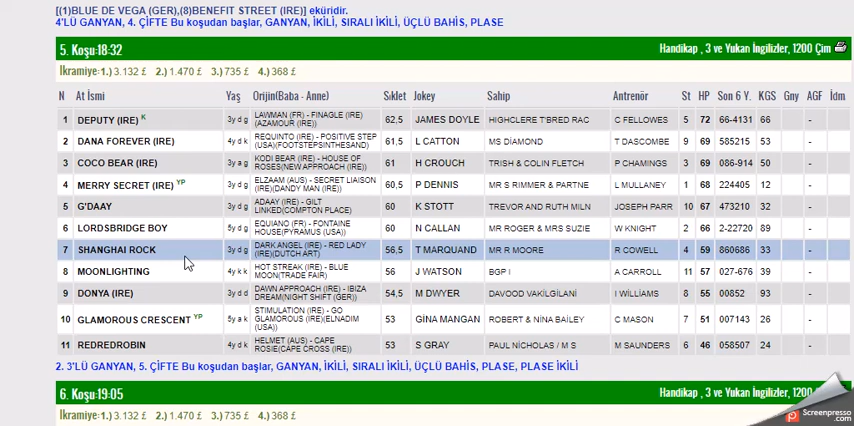 [(1)BLUE DE VEGA (GER),(8)BENEFIT STREET (IRE)] eküridir.
4'LÜ GANYAN, 4. ÇİFTE Bu koşudan başlar, GANYAN, İKİLİ, SIRALI İKİLİ, ÜÇLÜ BAHİS, PLASE
5. Koşu:18:32 Handikap , 3 ve Yukarı İngilizler, 1200 Çim
İkramiye:1.) 3.132 £ 2.) 1.470 £ 3.) 735 £ 4.) 368 £
N At İsmi Yaş Orijin(Baba - Anne) Sıklet Jokey Sahip Antrenör St HP Son 6 Y. KGS Gny AGF İdm
1 DEPUTY (IRE) K 3y d g LAWMAN (FR) - FINAGLE (IRE) (AZAMOUR (IRE)) 62,5 JAMES DOYLE HIGHCLERE T'BRED RAC C FELLOWES 5 72 66-4131 66 -
2 DANA FOREVER (IRE) 4y d k REQUINTO (IRE) - POSITIVE STEP (USA)(FOOTSTEPSINTHESAND) 61,5 L CATTON MS DİAMOND T DASCOMBE 9 69 585215 53 -
3 COCO BEAR (IRE) 3y a g KODI BEAR (IRE) - HOUSE OF ROSES(NEW APPROACH (IRE)) 61 H CROUCH TRISH & COLIN FLETCH P CHAMINGS 3 69 086-914 50 -
4 MERRY SECRET (IRE) YP 3y a g ELZAAM (AUS) - SECRET LIAISON (IRE)(DANDY MAN (IRE)) 60,5 P DENNIS MR S RIMMER & PARTNE L MULLANEY 1 68 224405 12 -
5 G'DAAY 3y d g ADAAY (IRE) - GILT LINKED(COMPTON PLACE) 60 K STOTT TREVOR AND RUTH MILN JOSEPH PARR 10 67 473210 32 -
6 LORDSBRIDGE BOY 5y d g EQUIANO (FR) - FONTAINE HOUSE(PYRAMUS (USA)) 60 N CALLAN MR ROGER & MRS SUZIE W KNIGHT 2 66 2-22720 89 -
7 SHANGHAI ROCK 3y d g DARK ANGEL (IRE) - RED LADY (IRE)(DUTCH ART) 56,5 T MARQUAND MR R MOORE R COWELL 4 59 860686 33 -
8 MOONLIGHTING 4y k k HOT STREAK (IRE) - BLUE MOON(TRADE FAIR) 56 J WATSON BGP I A CARROLL 11 57 027-676 39 -
9 DONYA (IRE) 3y d d DAWN APPROACH (IRE) - IBIZA DREAM(NIGHT SHIFT (GER)) 54,5 M DWYER DAVOOD VAKİLGİLANİ I WİLLİAMS 8 55 00852 93 -
10 GLAMOROUS CRESCENT YP 5y a k STIMULATION (IRE) - GO GLAMOROUS (IRE)(ELNADIM (USA)) 53 GİNA MANGAN ROBERT & NİNA BAİLEY C MASON 7 51 007143 26 -
11 REDREDROBIN 4y d k HELMET (AUS) - CAPE ROSIE(CAPE CROSS (IRE)) 53 S GRAY PAUL NİCHOLAS / M S M SAUNDERS 6 46 058507 24 -
2. 3'LÜ GANYAN, 5. ÇİFTE Bu koşudan başlar, GANYAN, İKİLİ, SIRALI İKİLİ, ÜÇLÜ BAHİS, PLASE, PLASE İKİLİ
6. Koşu:19:05 Handikap , 3 ve Yukarı İngilizler, 1200
İkramiye:1.) 3.132 £ 2.) 1.470 £ 3.) 735 £ 4.) 368 £
Screenpresso
.com